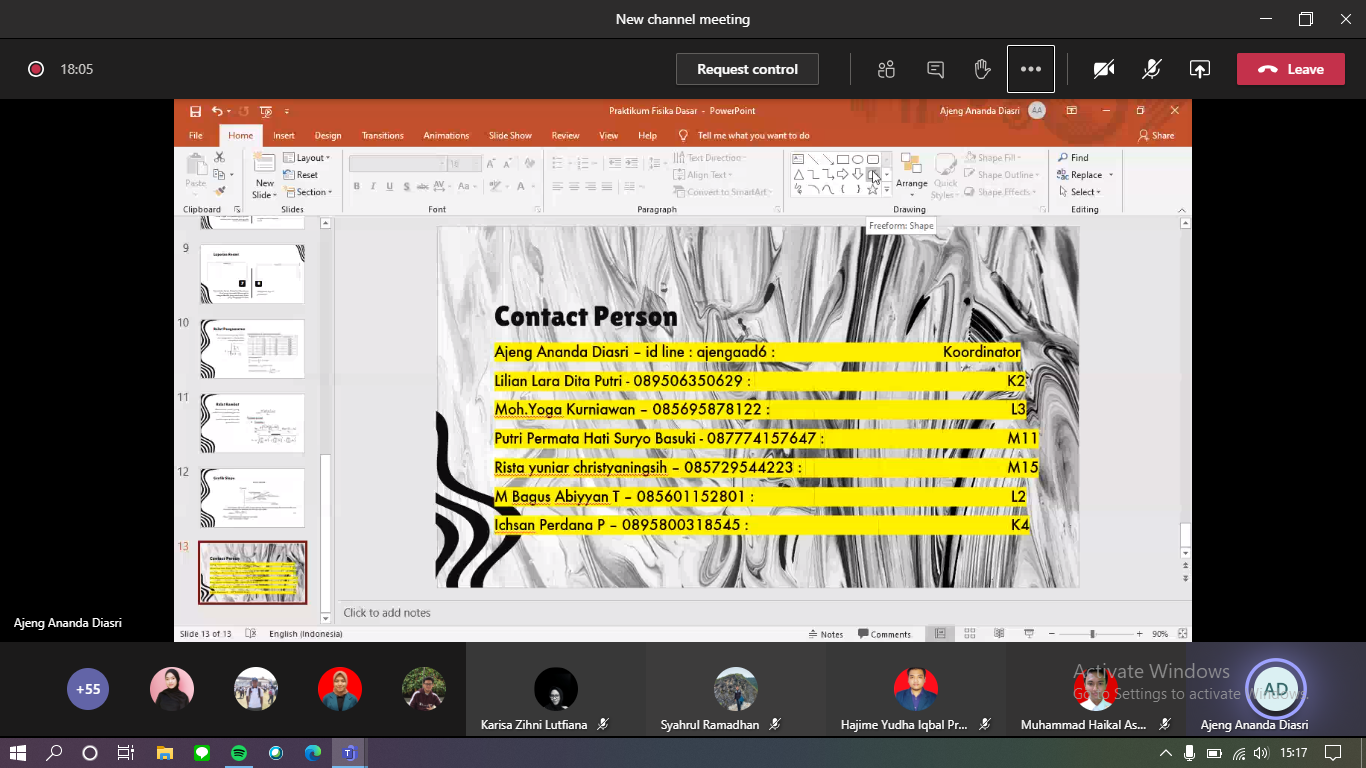 New channel meeting
18:05
Request control
Leave
Praktikum Fisika Dasar - PowerPoint
Ajeng Ananda Diasri
AA
File Home Insert Design Transitions Animations Slide Show Review View Help Tell me what you want to do
Share
Paste
New Slide
Layout
Reset
Section
16
Text Direction
Align Text
Convert to SmartArt
Arrange
Quick Styles
Shape Fill
Shape Outline
Shape Effects
Find
Replace
Select
Clipboard Slides Font Paragraph Drawing Editing
Freeform: Shape
9
10
11
12
13
Contact Person
Ajeng Ananda Diasri – id line : ajengaad6 : Koordinator
Lilian Lara Dita Putri - 089506350629 : K2
Moh.Yoga Kurniawan – 085695878122 : L3
Putri Permata Hati Suryo Basuki - 087774157647 : M11
Rista yuniar christyaningsih – 085729544223 : M15
M Bagus Abiyyan T – 085601152801 : L2
Ichsan Perdana P – 0895800318545 : K4
Click to add notes
Ajeng Ananda Diasri
Slide 13 of 13 English (Indonesia) Notes Comments 90%
+55
Karisa Zihni Lutfiana
Syahrul Ramadhan
Hajime Yudha Iqbal Pr...
Muhammad Haikal As...
AD
Ajeng Ananda Diasri
Activate Windows
Go to Settings to activate Windows.
15:17